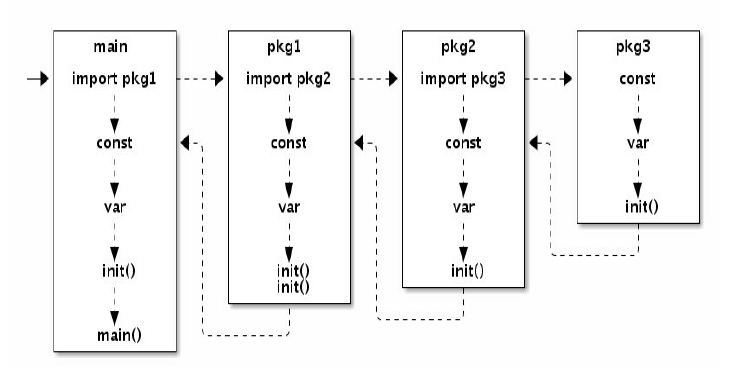 main
import pkg1
const
var
init()
main()
pkg1
import pkg2
const
var
init()
init()
pkg2
import pkg3
const
var
init()
pkg3
const
var
init()